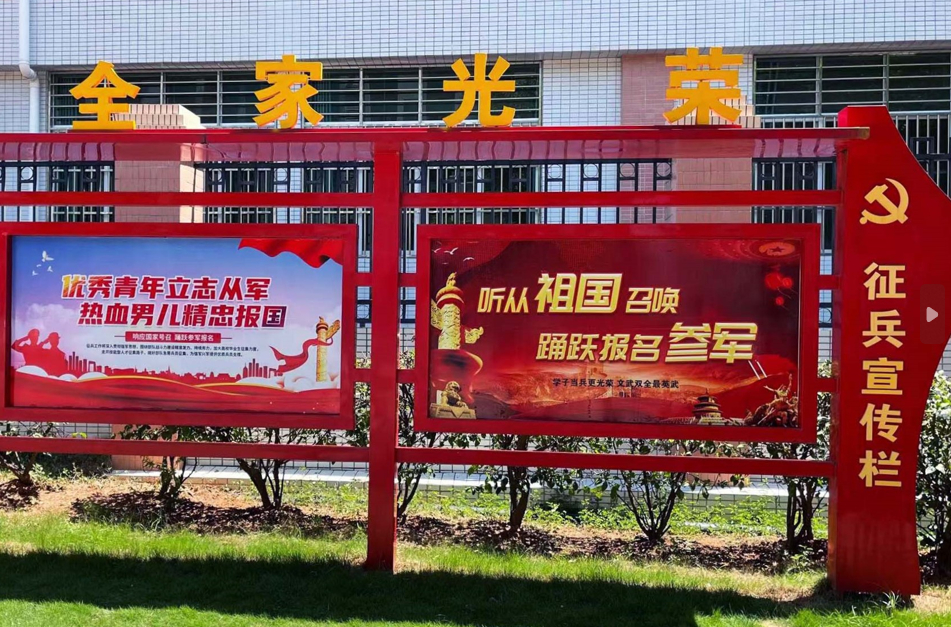 全家光荣
优秀青年立志从军
热血男儿精忠报国
响应国家号召 踊跃参军报名
听从祖国召唤
踊跃报名参军
学子当兵更光荣 文武双全最英武
征兵宣传栏